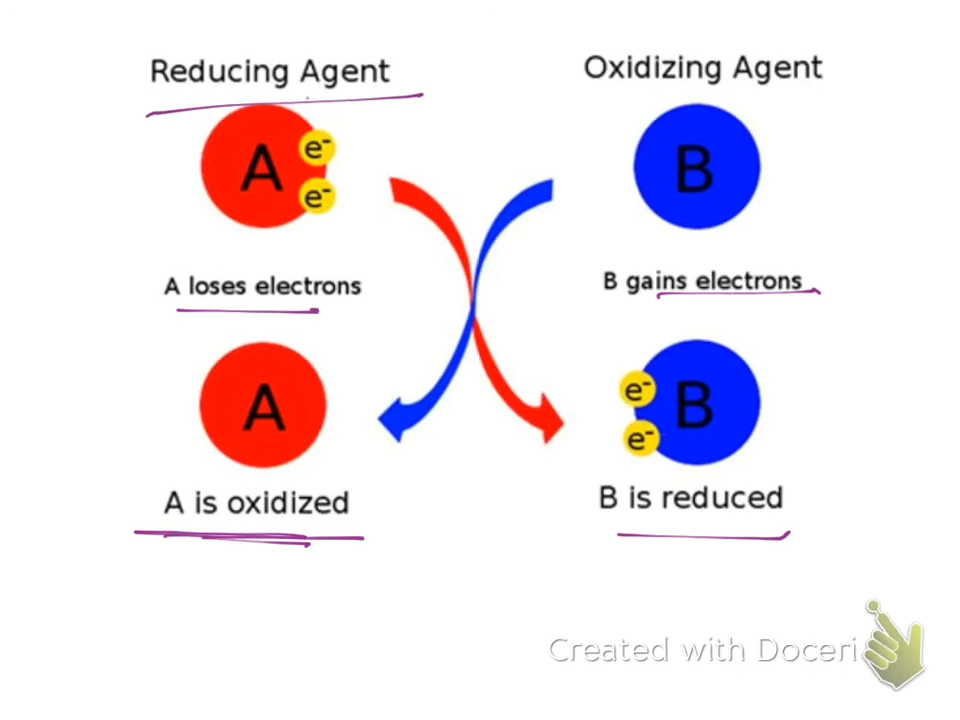 Reducing Agent
Oxidizing Agent
A
e-
e-
B
A loses electrons
B gains electrons
A
e-
e-
B
A is oxidized
B is reduced
Created with Doceri